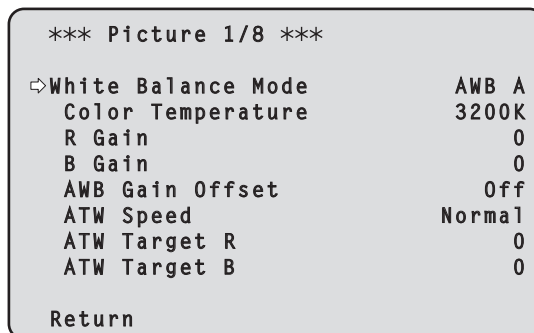 *** Picture 1/8 ***
⇨White Balance Mode AWB A
Color Temperature 3200K
R Gain 0
B Gain 0
AWB Gain Offset Off
ATW Speed Normal
ATW Target R 0
ATW Target B 0
Return